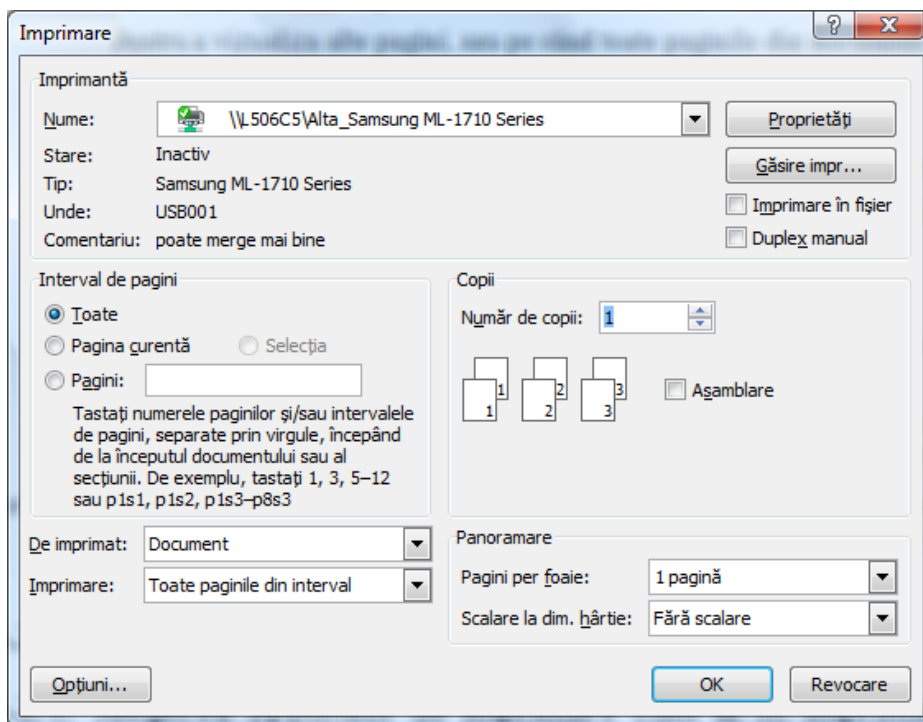 Imprimare
Imprimantă
Nume: \\L506C5\Alta_Samsung ML-1710 Series
Proprietăți
Stare: Inactiv
Găsire impr...
Tip: Samsung ML-1710 Series
Unde: USB001
Imprimare în fișier
Comentariu: poate merge mai bine
Duplex manual
Interval de pagini
Toate
Pagina curentă Selecția
Pagini:
Tastați numerele paginilor și/sau intervalele
de pagini, separate prin virgule, începând
de la începutul documentului sau al
secțiunii. De exemplu, tastați 1, 3, 5–12
sau p1s1, p1s2, p1s3–p8s3
Copii
Număr de copii: 1
1 1 2 2 3 3
Asamblare
De imprimat: Document
Imprimare: Toate paginile din interval
Panoramare
Pagini per foaie: 1 pagină
Scalare la dim. hârtie: Fără scalare
Opțiuni...
OK
Revocare